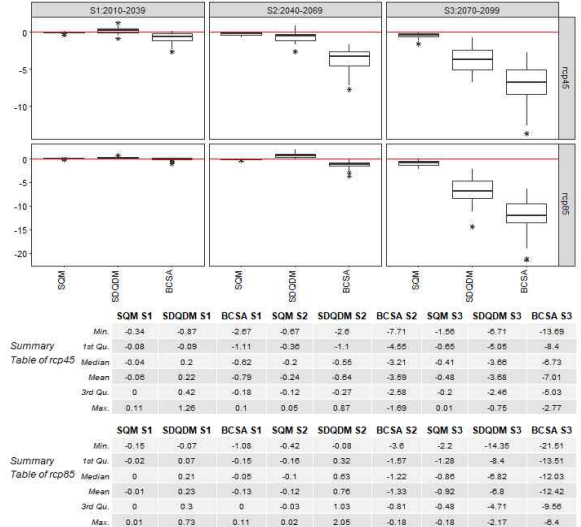 S1:2010-2039 S2:2040-2069 S3:2070-2099
0
-5
-10
rcp45
0
-5
-10
-15
-20
rcp85
SQM SDQDM BCSA SQM SDQDM BCSA SQM SDQDM BCSA
SQM S1 SDQDM S1 BCSA S1 SQM S2 SDQDM S2 BCSA S2 SQM S3 SDQDM S3 BCSA S3
Summary
Table of rcp45
Min. -0.34 -0.87 -2.67 -0.67 -2.6 -7.71 -1.56 -6.71 -13.69
1st Qu. -0.08 -0.09 -1.11 -0.36 -1.1 -4.55 -0.65 -5.05 -8.4
Median -0.04 0.2 -0.62 -0.2 -0.55 -3.21 -0.41 -3.66 -6.73
Mean -0.06 0.22 -0.79 -0.24 -0.64 -3.59 -0.48 -3.68 -7.01
3rd Qu. 0 0.42 -0.18 -0.12 -0.27 -2.58 -0.2 -2.46 -5.03
Max. 0.11 1.26 0.1 0.05 0.87 -1.69 0.01 -0.75 -2.77
SQM S1 SDQDM S1 BCSA S1 SQM S2 SDQDM S2 BCSA S2 SQM S3 SDQDM S3 BCSA S3
Summary
Table of rcp85
Min. -0.15 -0.07 -1.08 -0.42 -0.08 -3.6 -2.2 -14.35 -21.51
1st Qu. -0.02 0.07 -0.15 -0.16 0.32 -1.57 -1.28 -8.4 -13.51
Median 0 0.21 -0.05 -0.1 0.63 -1.22 -0.86 -6.82 -12.03
Mean -0.01 0.23 -0.13 -0.12 0.76 -1.33 -0.92 -6.8 -12.42
3rd Qu. 0 0.3 0 -0.03 1.03 -0.81 -0.48 -4.71 -9.56
Max. 0.01 0.73 0.11 0.02 2.05 -0.18 -0.18 -2.17 -6.4